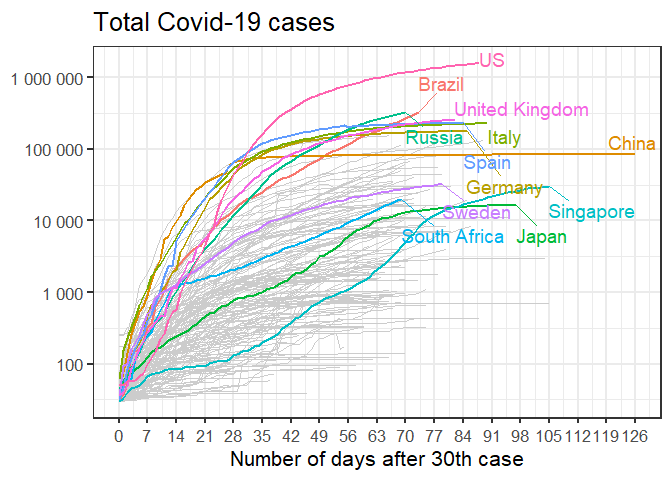 Total Covid-19 cases
1 000 000
100 000
10 000
1 000
100
US
Brazil
United Kingdom
Russia
Italy
China
Spain
Germany
Sweden
Singapore
South Africa
Japan
0 7 14 21 28 35 42 49 56 63 70 77 84 91 98 105 112 119 126
Number of days after 30th case